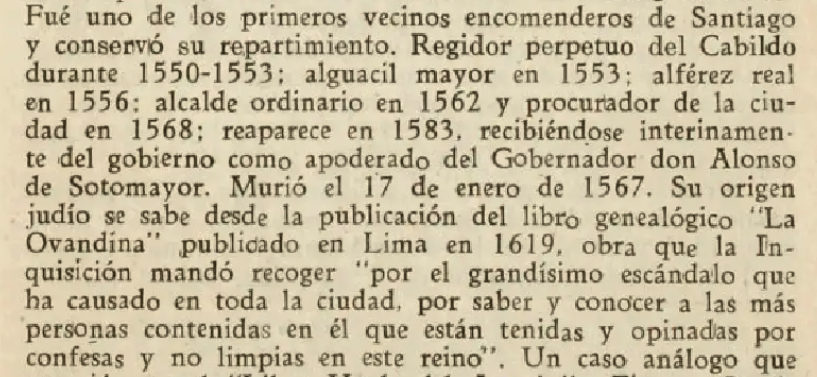 Fué uno de los primeros vecinos encomenderos de Santiago
y conservó su repartimiento. Regidor perpetuo del Cabildo
durante 1550-1553; alguacil mayor en 1553; alférez real
en 1556; alcalde ordinario en 1562 y procurador de la ciu-
dad en 1568; reaparece en 1583, recibiéndose interinamen-
te del gobierno como apoderado del Gobernador don Alonso
de Sotomayor. Murió el 17 de enero de 1567. Su origen
judío se sabe desde la publicación del libro genealógico "La
Ovandina" publicado en Lima en 1619, obra que la In-
quisición mandó recoger "por el grandísimo escándalo que
ha causado en toda la ciudad, por saber y conocer a las más
personas contenidas en él que están tenidas y opinadas por
confesas y no limpias en este reino". Un caso análogo que